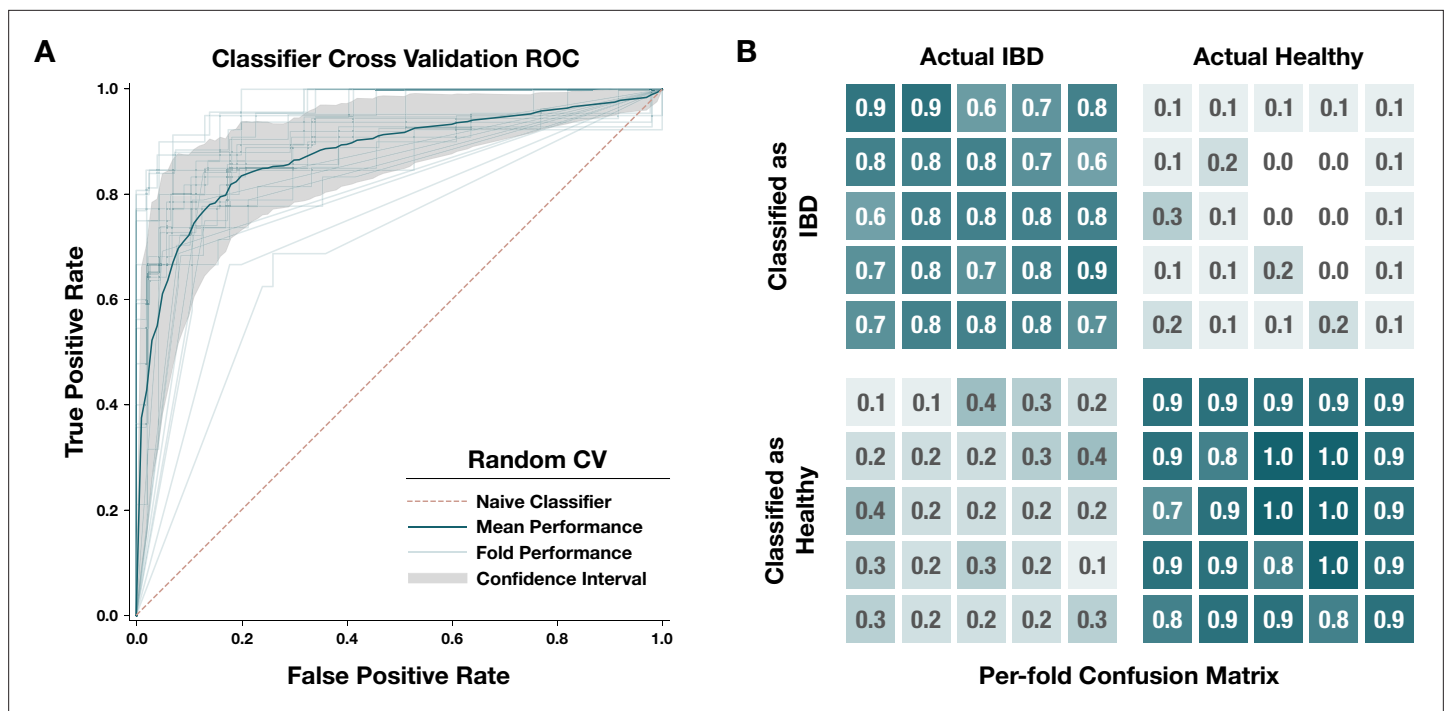 A
Classifier Cross Validation ROC
1.0
0.8
0.6
0.4
0.2
0.0
True Positive Rate
0.0 0.2 0.4 0.6 0.8 1.0
False Positive Rate
Random CV
Naive Classifier
Mean Performance
Fold Performance
Confidence Interval
B
Actual IBD
Actual Healthy
Classified as
IBD
0.9 0.9 0.6 0.7 0.8
0.8 0.8 0.8 0.7 0.6
0.6 0.8 0.8 0.8 0.8
0.7 0.8 0.7 0.8 0.9
0.7 0.8 0.8 0.8 0.7
0.1 0.1 0.1 0.1 0.1
0.1 0.2 0.0 0.0 0.1
0.3 0.1 0.0 0.0 0.1
0.1 0.1 0.2 0.0 0.1
0.2 0.1 0.1 0.2 0.1
Classified as
Healthy
0.1 0.1 0.4 0.3 0.2
0.2 0.2 0.2 0.3 0.4
0.4 0.2 0.2 0.2 0.2
0.3 0.2 0.3 0.2 0.1
0.3 0.2 0.2 0.2 0.3
0.9 0.9 0.9 0.9 0.9
0.9 0.8 1.0 1.0 0.9
0.7 0.9 1.0 1.0 0.9
0.9 0.9 0.8 1.0 0.9
0.8 0.9 0.9 0.8 0.9
Per-fold Confusion Matrix